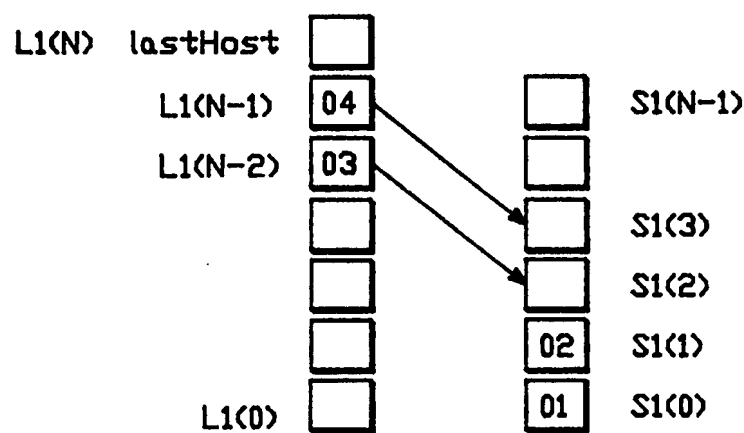 L1(N) lastHost
L1(N-1) 04 S1(N-1)
L1(N-2) 03
S1(3)
S1(2)
02 S1(1)
L1(0) 01 S1(0)